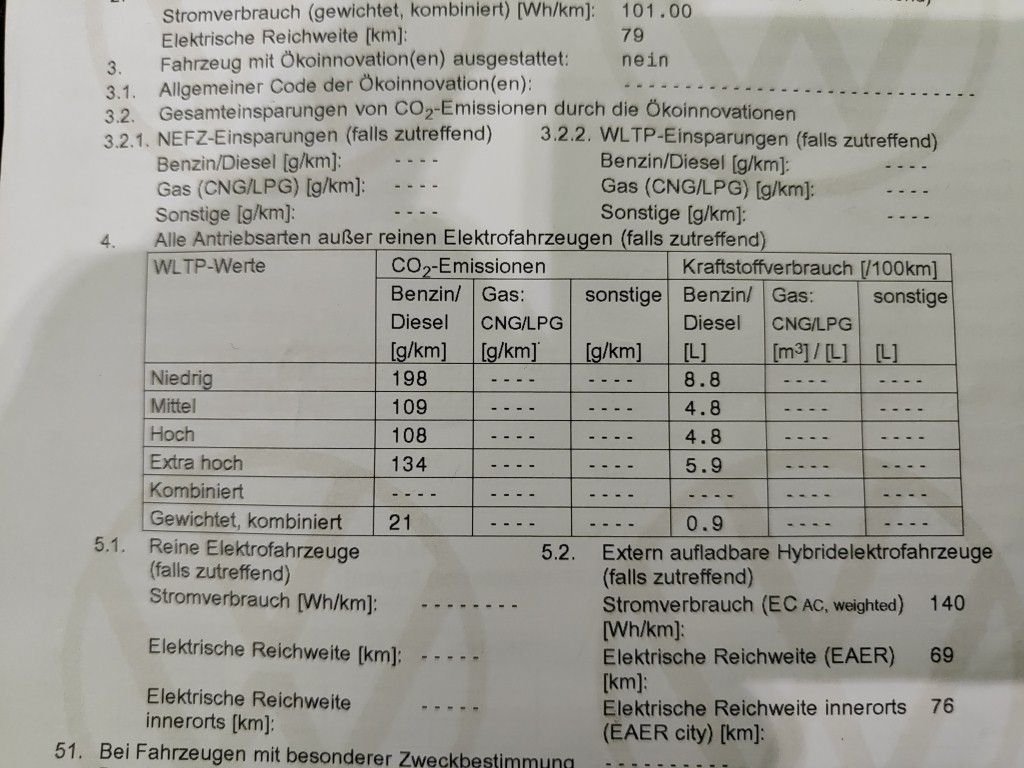 Stromverbrauch (gewichtet, kombiniert) [Wh/km]: 101.00
Elektrische Reichweite [km]: 79
3. Fahrzeug mit Ökoinnovation(en) ausgestattet: nein
3.1. Allgemeiner Code der Ökoinnovation(en): - - - - - - - - - - - - - - - - - - - - - - - - - - - - - -
3.2. Gesamteinsparungen von CO2-Emissionen durch die Ökoinnovationen
3.2.1. NEFZ-Einsparungen (falls zutreffend) 3.2.2. WLTP-Einsparungen (falls zutreffend)
Benzin/Diesel [g/km]: - - - - Benzin/Diesel [g/km]: - - - -
Gas (CNG/LPG) [g/km]: - - - - Gas (CNG/LPG) [g/km]: - - - -
Sonstige [g/km]: - - - - Sonstige [g/km]: - - - -
4. Alle Antriebsarten außer reinen Elektrofahrzeugen (falls zutreffend)
WLTP-Werte CO2-Emissionen Kraftstoffverbrauch [/100km]
Benzin/ Gas: sonstige Benzin/ Gas: sonstige
Diesel CNG/LPG Diesel CNG/LPG
[g/km] [g/km] [g/km] [L] [m³] / [L] [L]
Niedrig 198 - - - - - - - - 8.8 - - - - - - - -
Mittel 109 - - - - - - - - 4.8 - - - - - - - -
Hoch 108 - - - - - - - - 4.8 - - - - - - - -
Extra hoch 134 - - - - - - - - 5.9 - - - - - - - -
Kombiniert - - - - - - - - - - - - - - - - - - - - - - - -
Gewichtet, kombiniert 21 - - - - - - - - 0.9 - - - - - - - -
5.1. Reine Elektrofahrzeuge 5.2. Extern aufladbare Hybridelektrofahrzeuge
(falls zutreffend) (falls zutreffend)
Stromverbrauch [Wh/km]: - - - - - - - - Stromverbrauch (EC AC, weighted) 140
[Wh/km]:
Elektrische Reichweite [km]: - - - - - Elektrische Reichweite (EAER) 69
[km]:
Elektrische Reichweite - - - - - Elektrische Reichweite innerorts 76
innerorts [km]: (EAER city) [km]:
51. Bei Fahrzeugen mit besonderer Zweckbestimmung - - - - - - - - - -